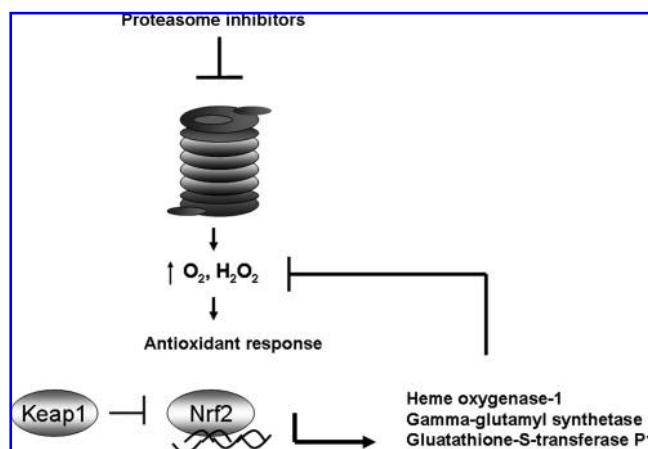 Proteasome inhibitors
↑ O₂, H₂O₂
Antioxidant response
Keap1
Nrf2
Heme oxygenase-1
Gamma-glutamyl synthetase
Gluatathione-S-transferase P